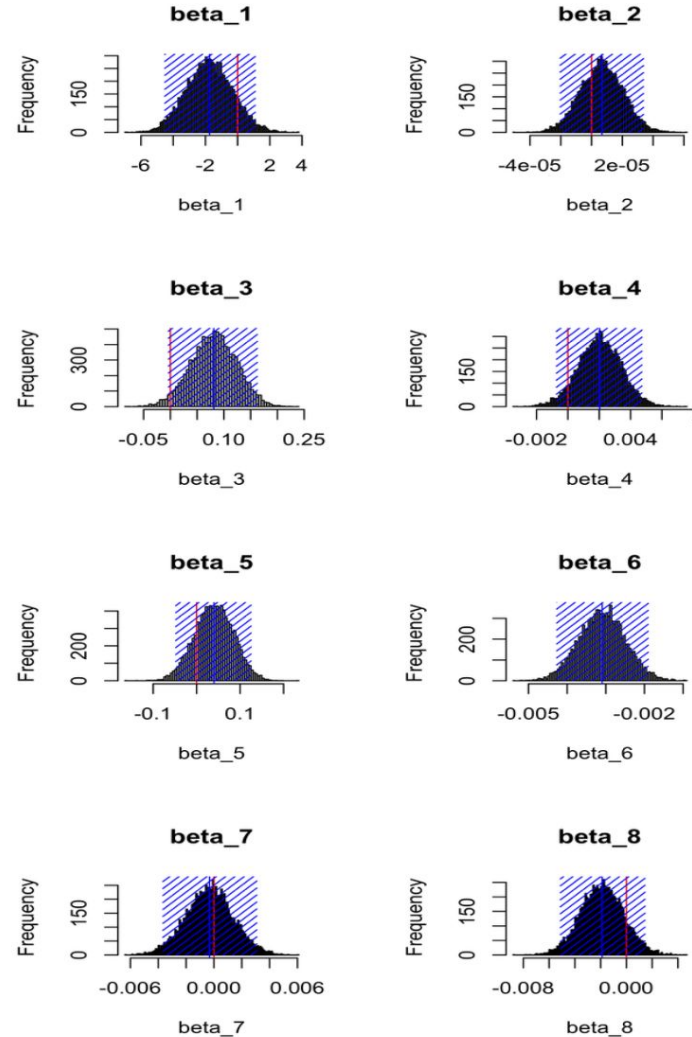 beta_1 beta_2
Frequency 0 150 Frequency 0 150
-6 -2 2 4 -4e-05 2e-05
beta_1 beta_2
beta_3 beta_4
Frequency 0 300 Frequency 0 150
-0.05 0.10 0.25 -0.002 0.004
beta_3 beta_4
beta_5 beta_6
Frequency 0 200 Frequency 0 200
-0.1 0.1 -0.005 -0.002
beta_5 beta_6
beta_7 beta_8
Frequency 0 150 Frequency 0 150
-0.006 0.000 0.006 -0.008 0.000
beta_7 beta_8